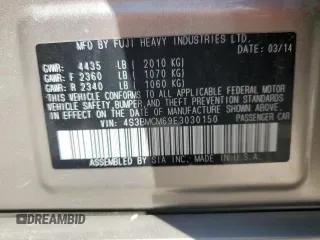 MFD BY FUJI HEAVY INDUSTRIES LTD. 03/14
GVWR: 4435 LB ( 2010 KG)
GAWR: F 2360 LB ( 1070 KG)
GAWR: R 2340 LB ( 1060 KG)
THIS VEHICLE CONFORMS TO ALL APPLICABLE FEDERAL MOTOR
VEHICLE SAFETY, BUMPER, AND THEFT PREVENTION STANDARDS
IN EFFECT ON THE DATE OF MANUFACTURE SHOWN ABOVE.
VIN: 4S3BMCM69E3030150 PASSENGER CAR
ASSEMBLED BY SIA INC. MADE IN U.S.A.